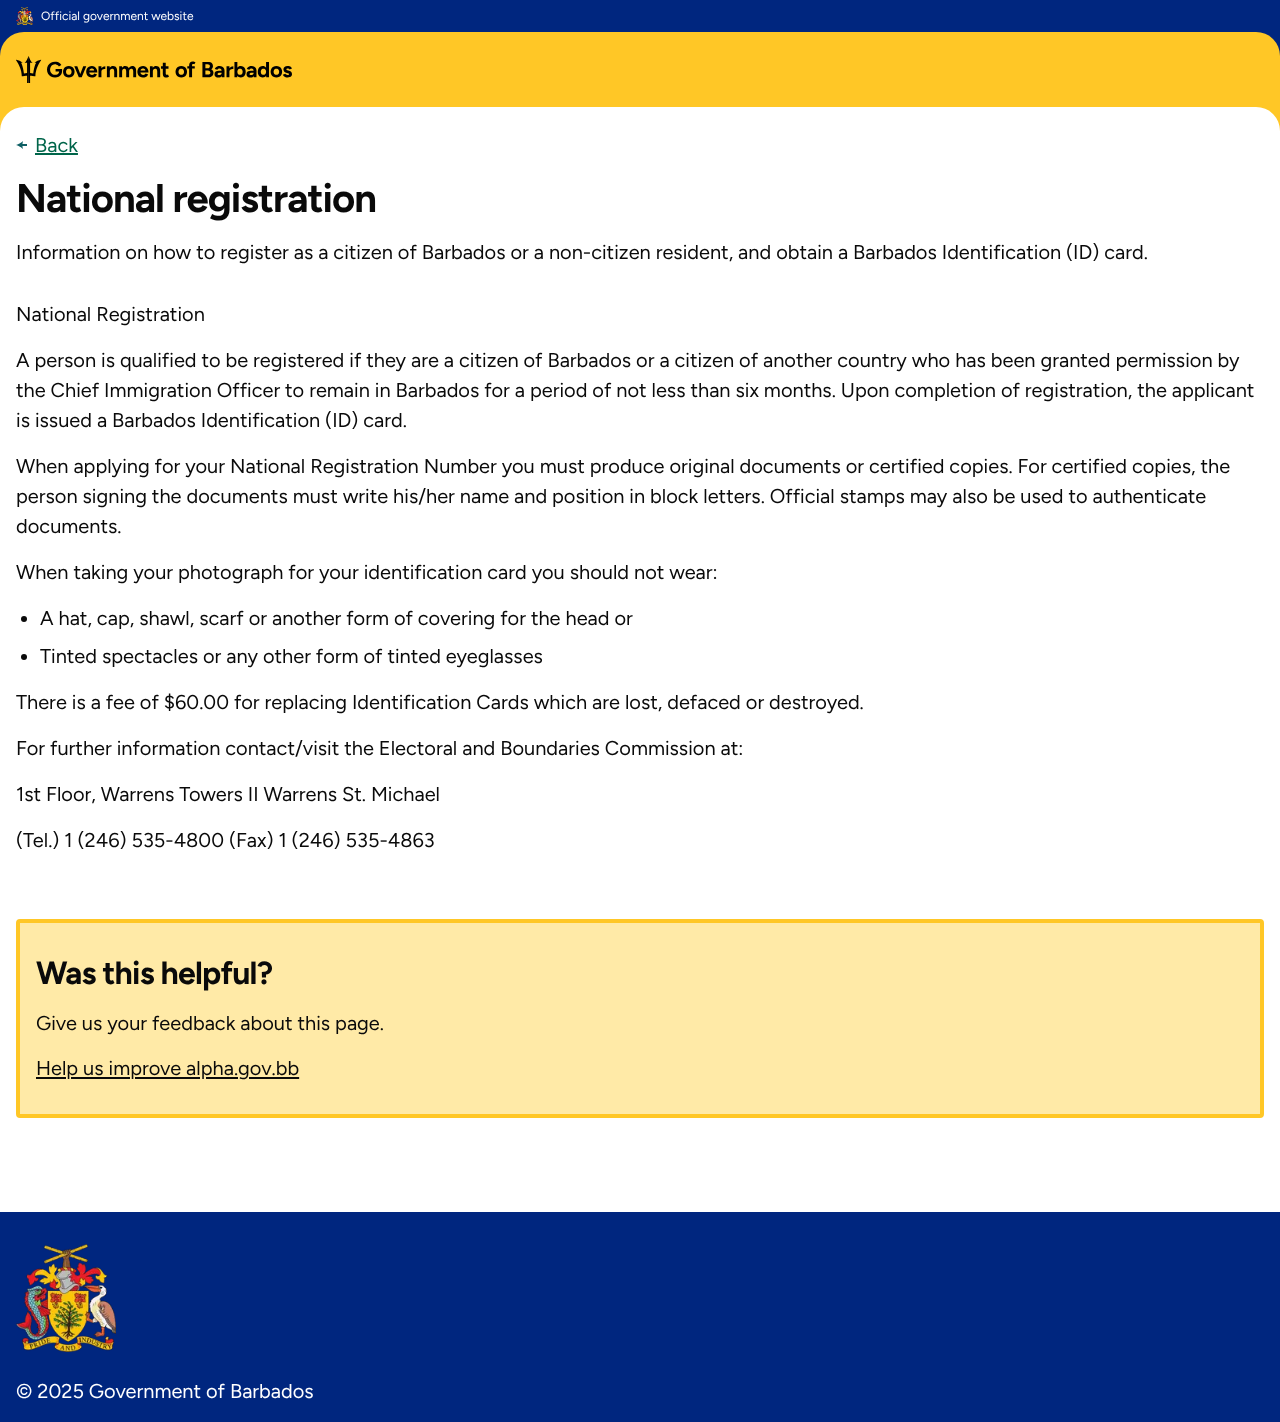 Official government website
Government of Barbados
Back
National registration
Information on how to register as a citizen of Barbados or a non-citizen resident, and obtain a Barbados Identification (ID) card.
National Registration
A person is qualified to be registered if they are a citizen of Barbados or a citizen of another country who has been granted permission by
the Chief Immigration Officer to remain in Barbados for a period of not less than six months. Upon completion of registration, the applicant
is issued a Barbados Identification (ID) card.
When applying for your National Registration Number you must produce original documents or certified copies. For certified copies, the
person signing the documents must write his/her name and position in block letters. Official stamps may also be used to authenticate
documents.
When taking your photograph for your identification card you should not wear:
• A hat, cap, shawl, scarf or another form of covering for the head or
• Tinted spectacles or any other form of tinted eyeglasses
There is a fee of $60.00 for replacing Identification Cards which are lost, defaced or destroyed.
For further information contact/visit the Electoral and Boundaries Commission at:
1st Floor, Warrens Towers II Warrens St. Michael
(Tel.) 1 (246) 535-4800 (Fax) 1 (246) 535-4863
Was this helpful?
Give us your feedback about this page.
Help us improve alpha.gov.bb
PRIDE AND INDUSTRY
© 2025 Government of Barbados